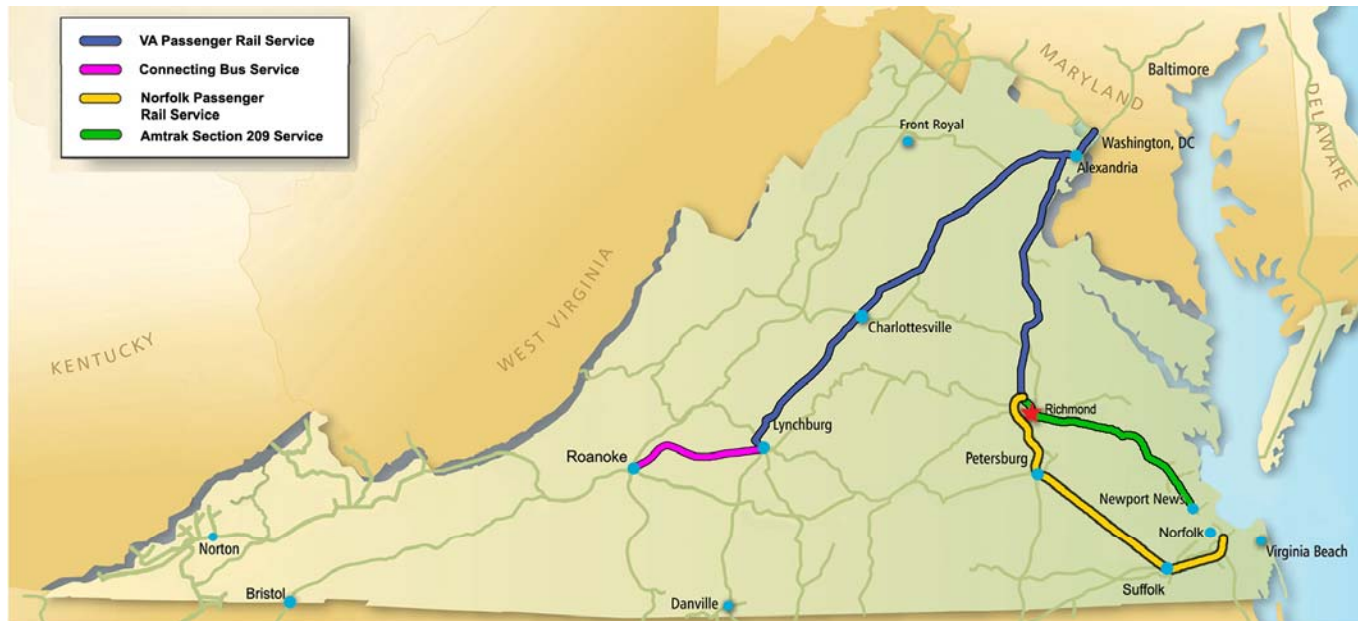 VA Passenger Rail Service
Connecting Bus Service
Norfolk Passenger
Rail Service
Amtrak Section 209 Service
MARYLAND
Baltimore
DELAWARE
Front Royal
Washington, DC
Alexandria
WEST VIRGINIA
KENTUCKY
Charlottesville
Richmond
Lynchburg
Roanoke
Petersburg
Newport News
Norfolk
Virginia Beach
Norton
Suffolk
Bristol
Danville